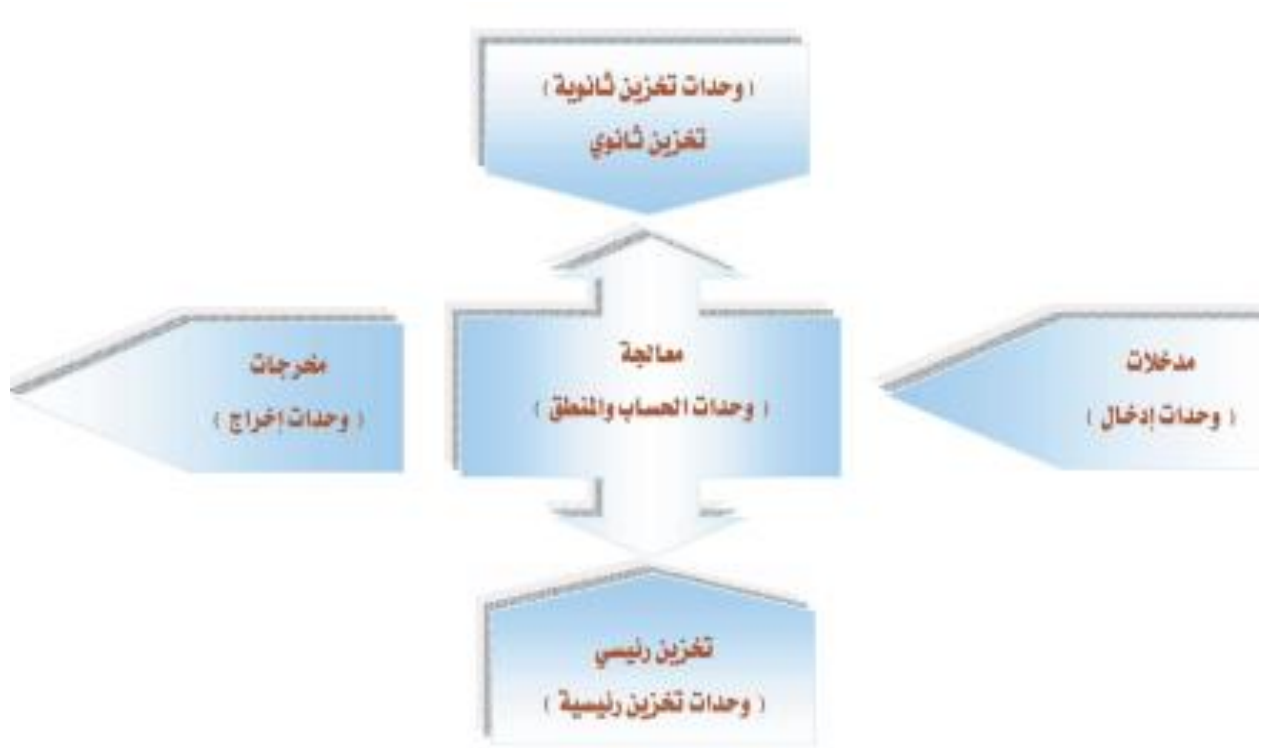 ( وحدات تخزين ثانوية )
تخزين ثانوي
مدخلات
( وحدات إدخال )
معالجة
( وحدات الحساب والمنطق )
مخرجات
( وحدات إخراج )
تخزين رئيسي
( وحدات تخزين رئيسية )